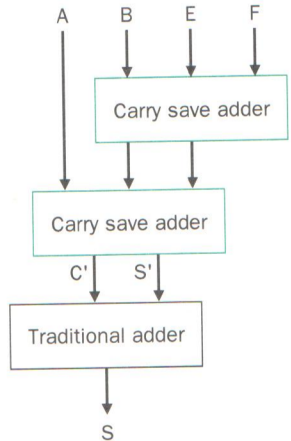 A B E F
Carry save adder
Carry save adder
C' S'
Traditional adder
S